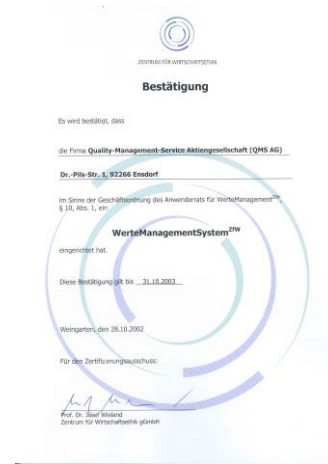 ZENTRUM FÜR WIRTSCHAFTSETHIK
Bestätigung
Es wird bestätigt, dass
die Firma Quality-Management-Service Aktiengesellschaft (QMS AG)
Dr.-Pils-Str. 1, 92266 Ensdorf
im Sinne der Geschäftsordnung des Anwenderrats für WerteManagementZfW,
§ 10, Abs. 1, ein
WerteManagementSystemZfW
eingerichtet hat.
Diese Bestätigung gilt bis 31.10.2003
Weingarten, den 28.10.2002
Für den Zertifizierungsausschuss:
Prof. Dr. Josef Wieland
Zentrum für Wirtschaftsethik gGmbH